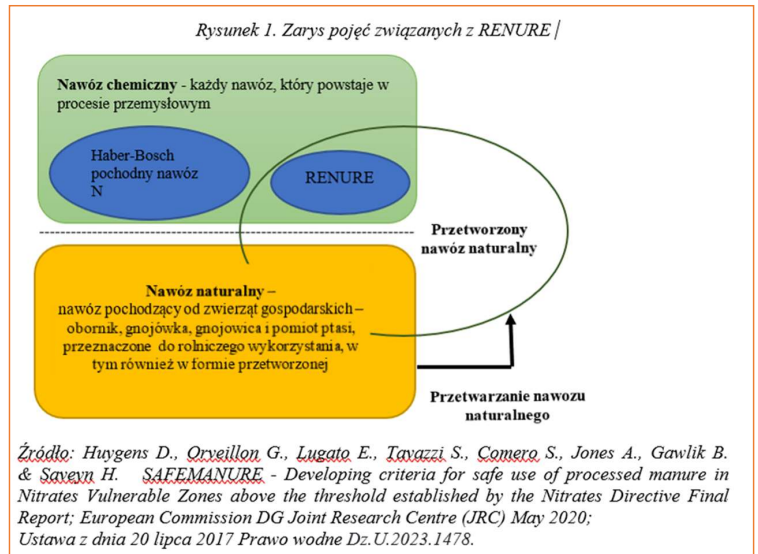 Rysunek 1. Zarys pojęć związanych z RENURE
Nawóz chemiczny - każdy nawóz, który powstaje w
procesie przemysłowym
Haber-Bosch
pochodny nawóz
N
RENURE
Przetworzony
nawóz naturalny
Nawóz naturalny –
nawóz pochodzący od zwierząt gospodarskich –
obornik, gnojówka, gnojowica i pomiot ptasi,
przeznaczone do rolniczego wykorzystania, w
tym również w formie przetworzonej
Przetwarzanie nawozu
naturalnego
Źródło: Huygens D., Orveillon G., Lugato E., Tavazzi S., Comero S., Jones A., Gawlik B.
& Saveyn H. SAFEMANURE - Developing criteria for safe use of processed manure in
Nitrates Vulnerable Zones above the threshold established by the Nitrates Directive Final
Report; European Commission DG Joint Research Centre (JRC) May 2020;
Ustawa z dnia 20 lipca 2017 Prawo wodne Dz.U.2023.1478.